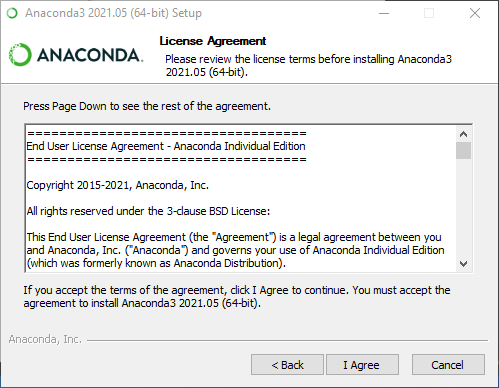 Anaconda3 2021.05 (64-bit) Setup
ANACONDA.
License Agreement
Please review the license terms before installing Anaconda3
2021.05 (64-bit).
Press Page Down to see the rest of the agreement.
===================================
End User License Agreement - Anaconda Individual Edition
===================================
Copyright 2015-2021, Anaconda, Inc.
All rights reserved under the 3-clause BSD License:
This End User License Agreement (the "Agreement") is a legal agreement between you
and Anaconda, Inc. ("Anaconda") and governs your use of Anaconda Individual Edition
(which was formerly known as Anaconda Distribution).
If you accept the terms of the agreement, click I Agree to continue. You must accept the
agreement to install Anaconda3 2021.05 (64-bit).
Anaconda, Inc.
< Back
I Agree
Cancel